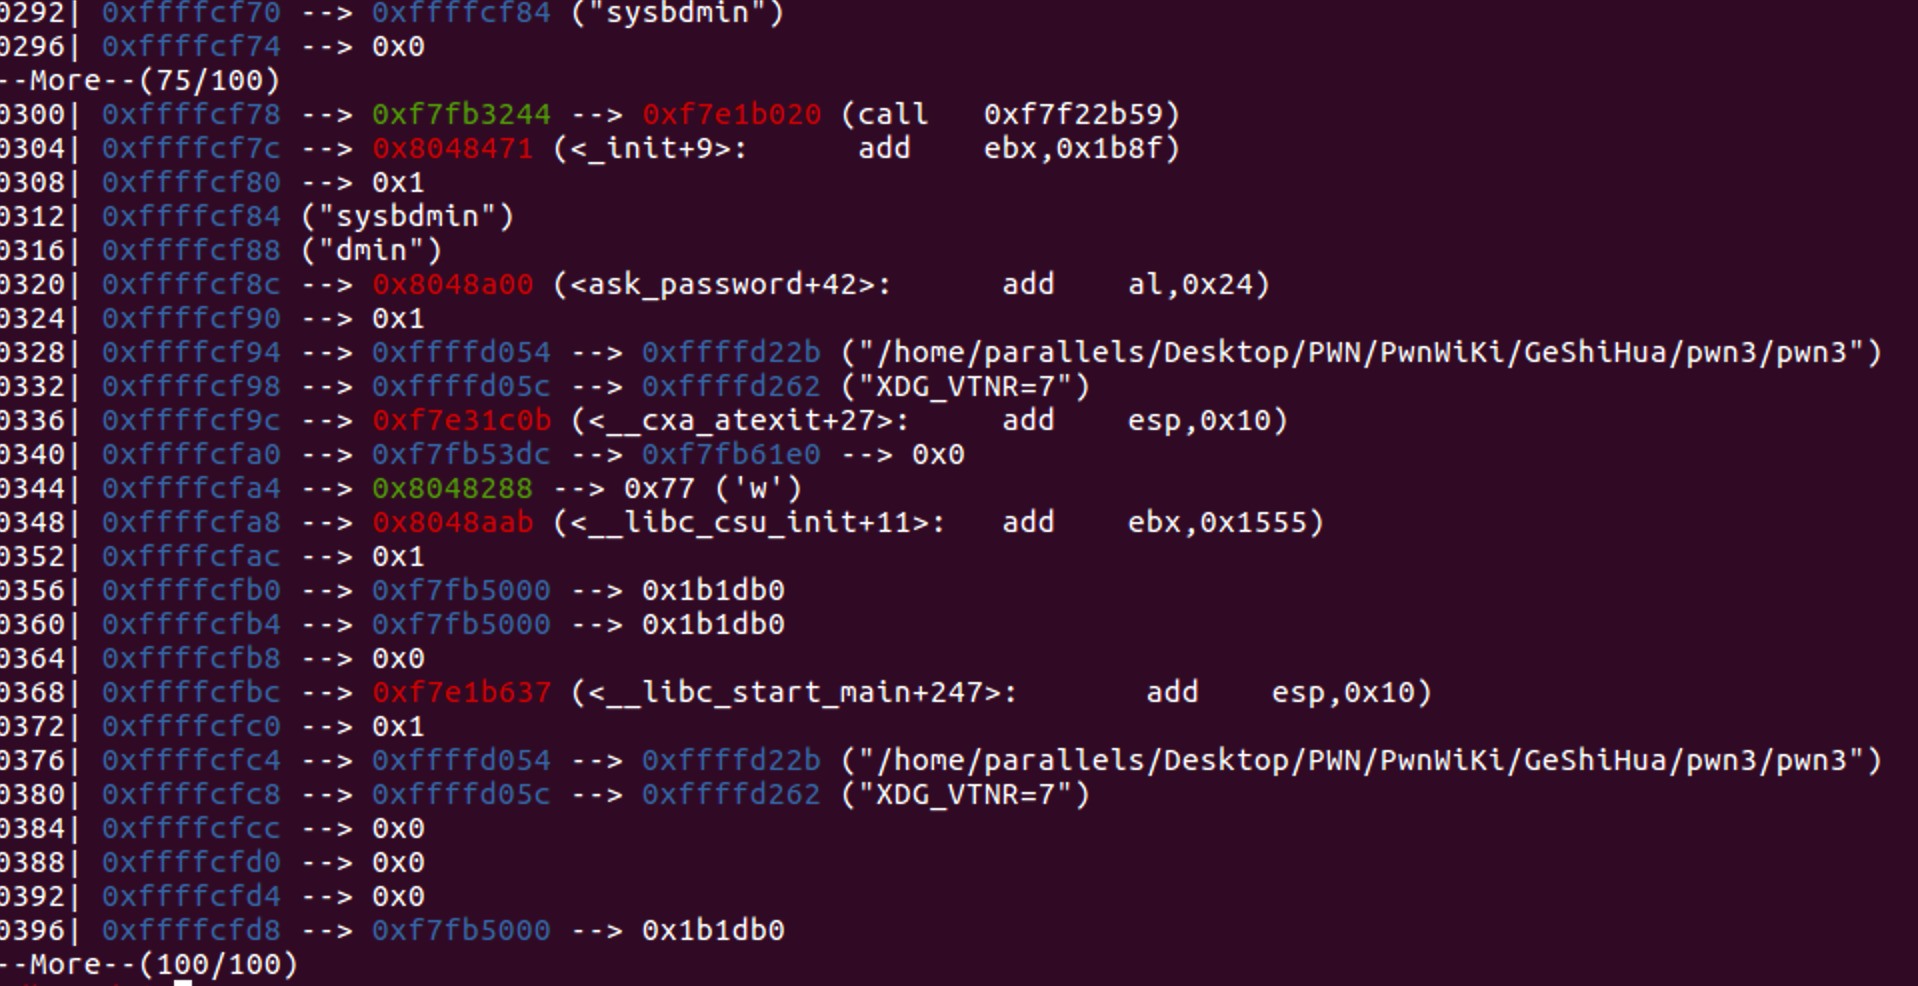 0292| 0xffffcf70 --> 0xffffcf84 ("sysbdmin")
0296| 0xffffcf74 --> 0x0
--More--(75/100)
0300| 0xffffcf78 --> 0xf7fb3244 --> 0xf7e1b020 (call   0xf7f22b59)
0304| 0xffffcf7c --> 0x8048471 (<_init+9>:      add    ebx,0x1b8f)
0308| 0xffffcf80 --> 0x1
0312| 0xffffcf84 ("sysbdmin")
0316| 0xffffcf88 ("dmin")
0320| 0xffffcf8c --> 0x8048a00 (<ask_password+42>:      add    al,0x24)
0324| 0xffffcf90 --> 0x1
0328| 0xffffcf94 --> 0xffffd054 --> 0xffffd22b ("/home/parallels/Desktop/PWN/PwnWiKi/GeShiHua/pwn3/pwn3")
0332| 0xffffcf98 --> 0xffffd05c --> 0xffffd262 ("XDG_VTNR=7")
0336| 0xffffcf9c --> 0xf7e31c0b (<__cxa_atexit+27>:     add    esp,0x10)
0340| 0xffffcfa0 --> 0xf7fb53dc --> 0xf7fb61e0 --> 0x0
0344| 0xffffcfa4 --> 0x8048288 --> 0x77 ('w')
0348| 0xffffcfa8 --> 0x8048aab (<__libc_csu_init+11>:   add    ebx,0x1555)
0352| 0xffffcfac --> 0x1
0356| 0xffffcfb0 --> 0xf7fb5000 --> 0x1b1db0
0360| 0xffffcfb4 --> 0xf7fb5000 --> 0x1b1db0
0364| 0xffffcfb8 --> 0x0
0368| 0xffffcfbc --> 0xf7e1b637 (<__libc_start_main+247>:       add    esp,0x10)
0372| 0xffffcfc0 --> 0x1
0376| 0xffffcfc4 --> 0xffffd054 --> 0xffffd22b ("/home/parallels/Desktop/PWN/PwnWiKi/GeShiHua/pwn3/pwn3")
0380| 0xffffcfc8 --> 0xffffd05c --> 0xffffd262 ("XDG_VTNR=7")
0384| 0xffffcfcc --> 0x0
0388| 0xffffcfd0 --> 0x0
0392| 0xffffcfd4 --> 0x0
0396| 0xffffcfd8 --> 0xf7fb5000 --> 0x1b1db0
--More--(100/100)